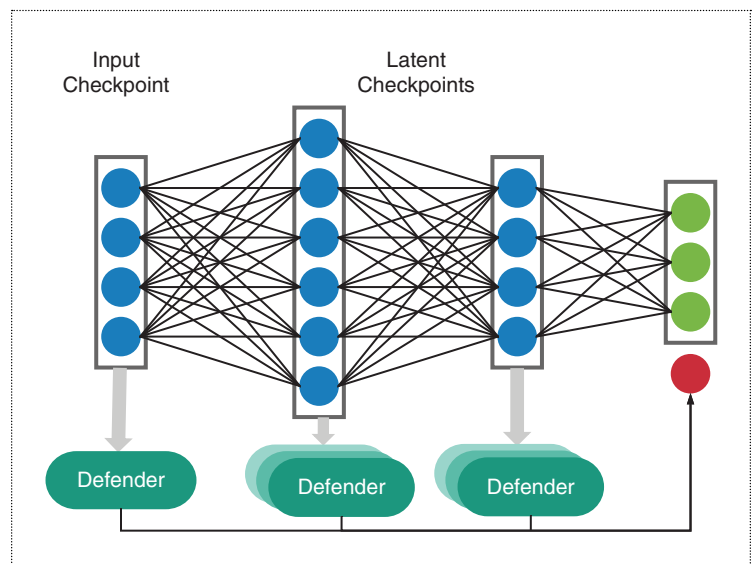 Input
Checkpoint
Latent
Checkpoints
Defender
Defender
Defender